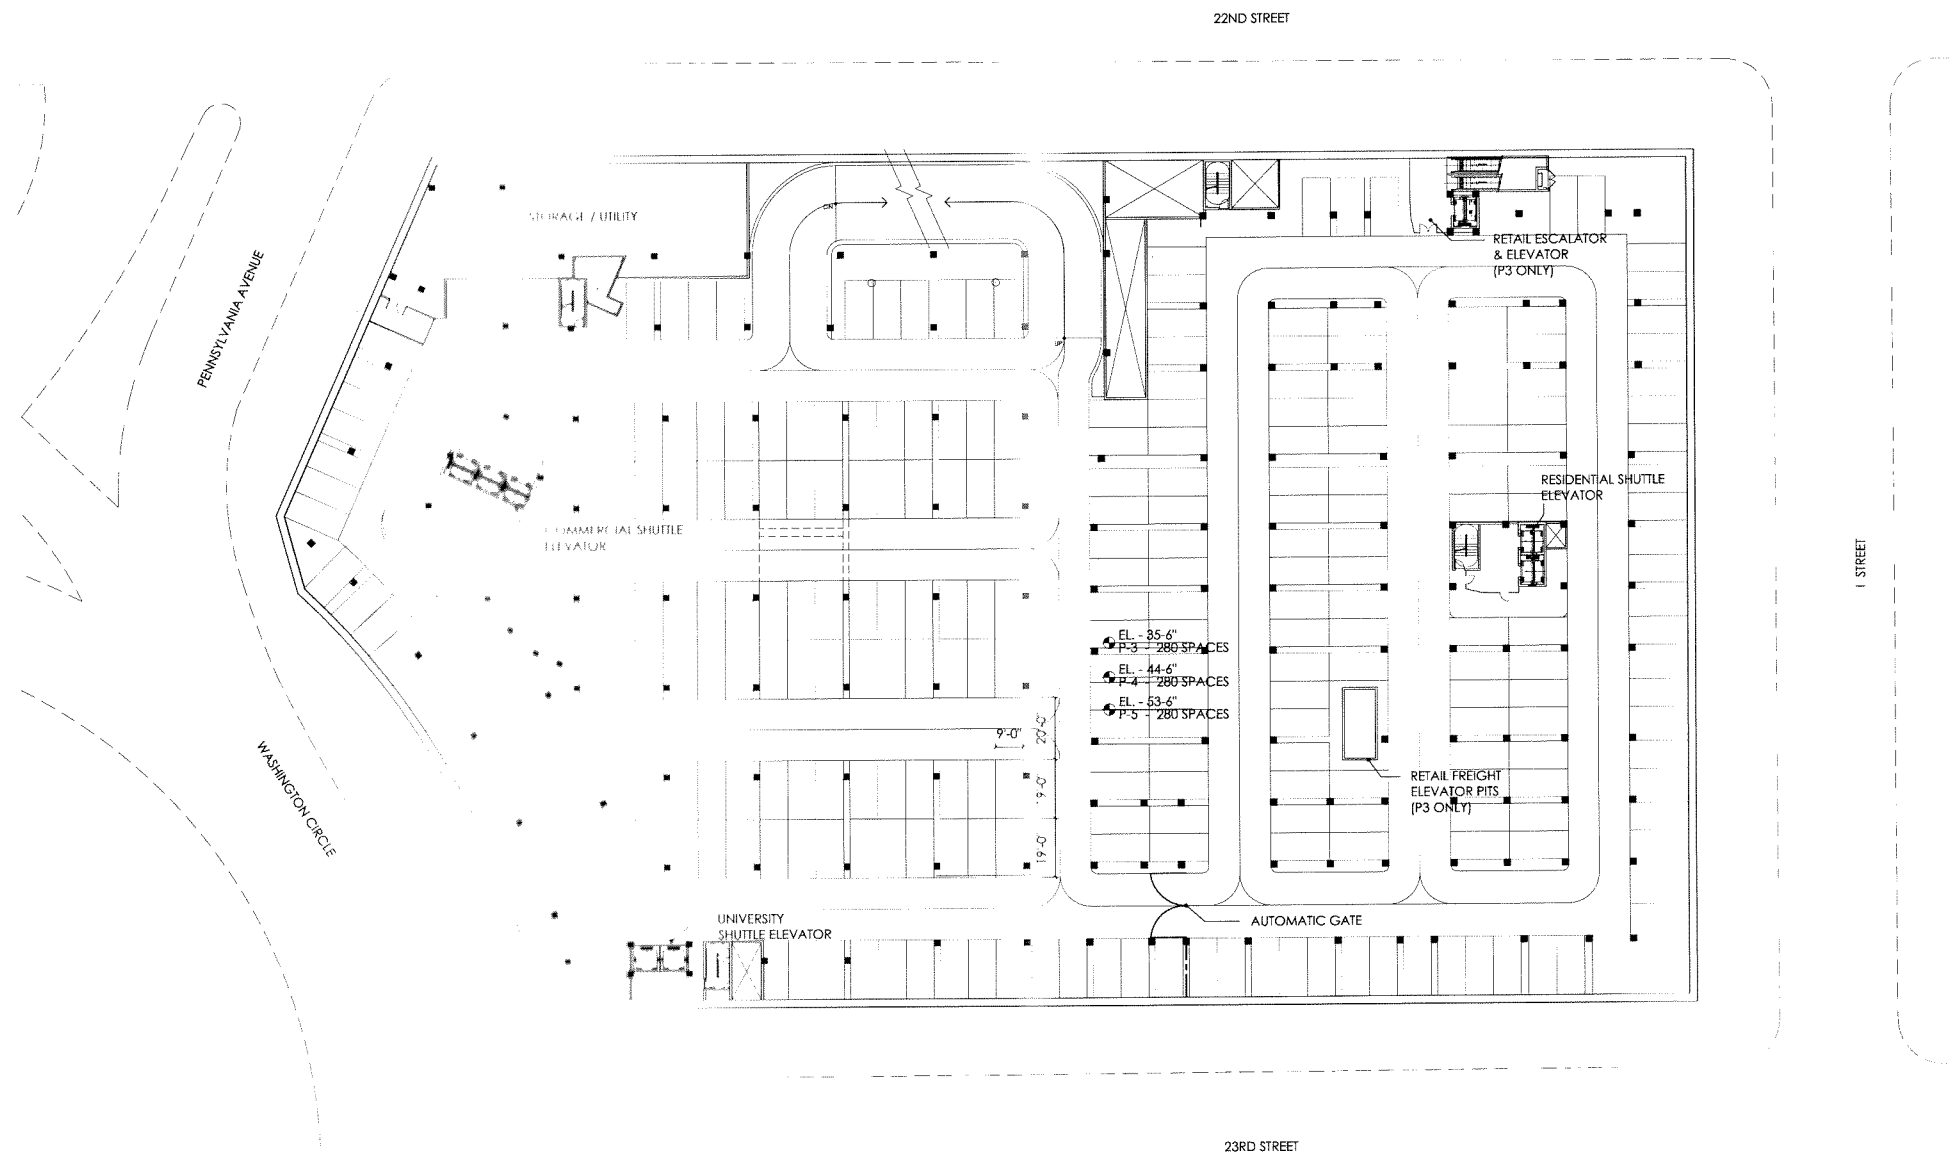 22ND STREET
STORAGE / UTILITY
DN
RETAIL ESCALATOR
& ELEVATOR
(P3 ONLY)
PENNSYLVANIA AVENUE
UP
RESIDENTIAL SHUTTLE
ELEVATOR
COMMERCIAL SHUTTLE
ELEVATOR
I STREET
EL. - 35-6"
P-3 - 280 SPACES
EL. - 44-6"
P-4 - 280 SPACES
EL. - 53-6"
P-5 - 280 SPACES
9'-0"
20'-0"
WASHINGTON CIRCLE
RETAIL FREIGHT
ELEVATOR PITS
(P3 ONLY)
19'-0"
UNIVERSITY
SHUTTLE ELEVATOR
AUTOMATIC GATE
23RD STREET